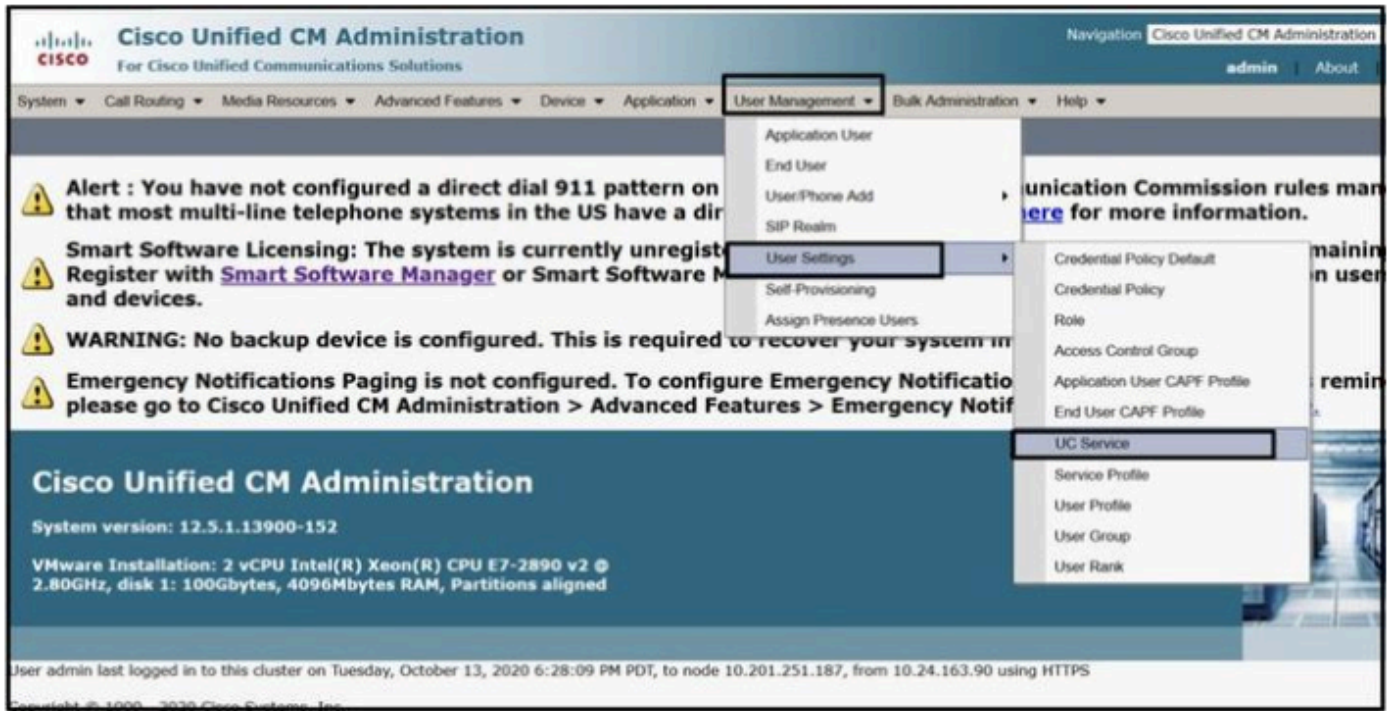 Cisco Unified CM Administration
For Cisco Unified Communications Solutions
CISCO
Navigation Cisco Unified CM Administration
admin | About |
System Call Routing Media Resources Advanced Features Device Application User Management Bulk Administration Help
Application User
End User
User/Phone Add
SIP Realm
User Settings
Self-Provisioning
Assign Presence Users
Credential Policy Default
Credential Policy
Role
Access Control Group
Application User CAPF Profile
End User CAPF Profile
UC Service
Service Profile
User Profile
User Group
User Rank
Alert : You have not configured a direct dial 911 pattern on unication Commission rules man
that most multi-line telephone systems in the US have a dir here for more information.
Smart Software Licensing: The system is currently unregiste mainin
Register with Smart Software Manager or Smart Software M n user
and devices.
WARNING: No backup device is configured. This is required to recover your system in
Emergency Notifications Paging is not configured. To configure Emergency Notificatio remin
please go to Cisco Unified CM Administration > Advanced Features > Emergency Notif
Cisco Unified CM Administration
System version: 12.5.1.13900-152
VMware Installation: 2 vCPU Intel(R) Xeon(R) CPU E7-2890 v2 @
2.80GHz, disk 1: 100Gbytes, 4096Mbytes RAM, Partitions aligned
User admin last logged in to this cluster on Tuesday, October 13, 2020 6:28:09 PM PDT, to node 10.201.251.187, from 10.24.163.90 using HTTPS
Copyright © 1999 - 2020 Cisco Systems, Inc.